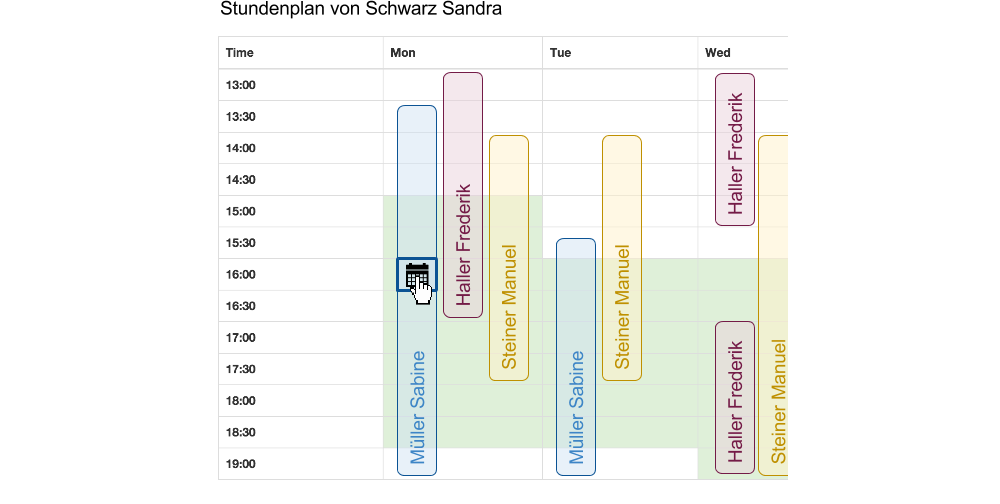 Stundenplan von Schwarz Sandra
Time Mon Tue Wed
13:00
13:30
14:00
14:30
15:00
15:30
16:00
16:30
17:00
17:30
18:00
18:30
19:00
Müller Sabine
Haller Frederik
Steiner Manuel
Müller Sabine
Steiner Manuel
Haller Frederik
Haller Frederik
Steiner Manuel